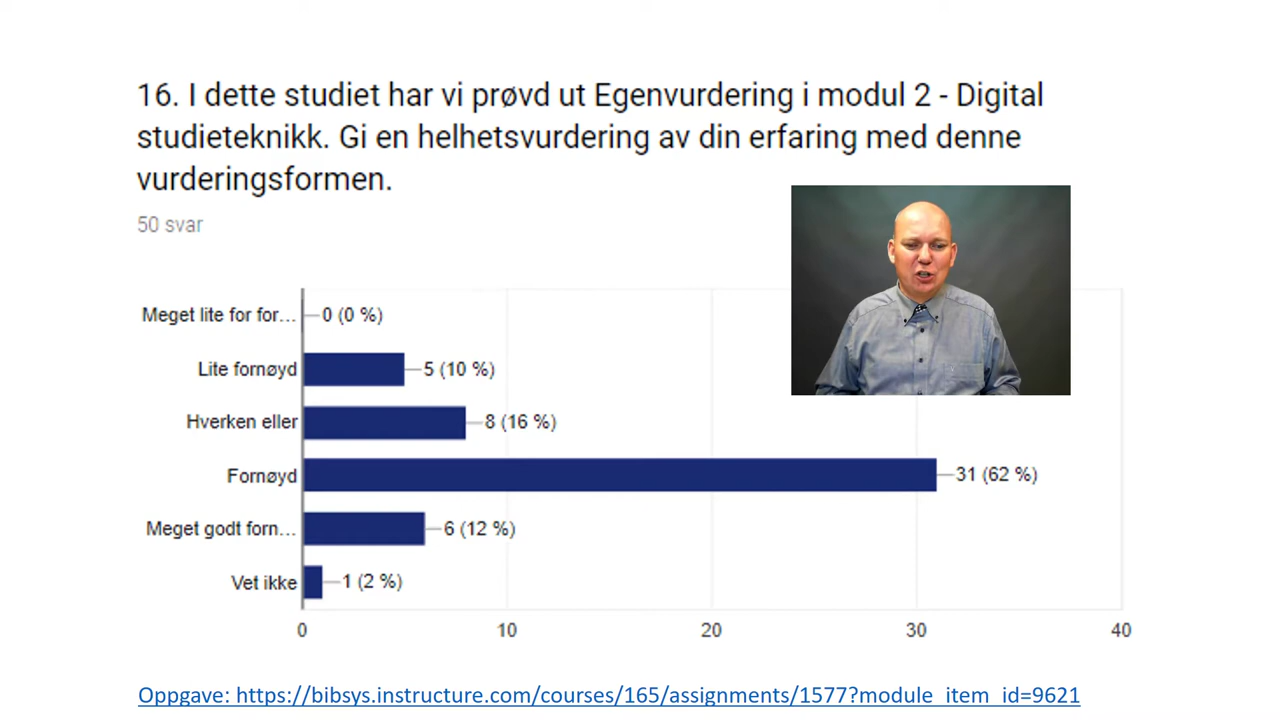 16. I dette studiet har vi prøvd ut Egenvurdering i modul 2 - Digital
studieteknikk. Gi en helhetsvurdering av din erfaring med denne
vurderingsformen.
50 svar
Meget lite for for... 0 (0 %)
Lite fornøyd 5 (10 %)
Hverken eller 8 (16 %)
Fornøyd 31 (62 %)
Meget godt forn... 6 (12 %)
Vet ikke 1 (2 %)
0 10 20 30 40
Oppgave: https://bibsys.instructure.com/courses/165/assignments/1577?module_item_id=9621